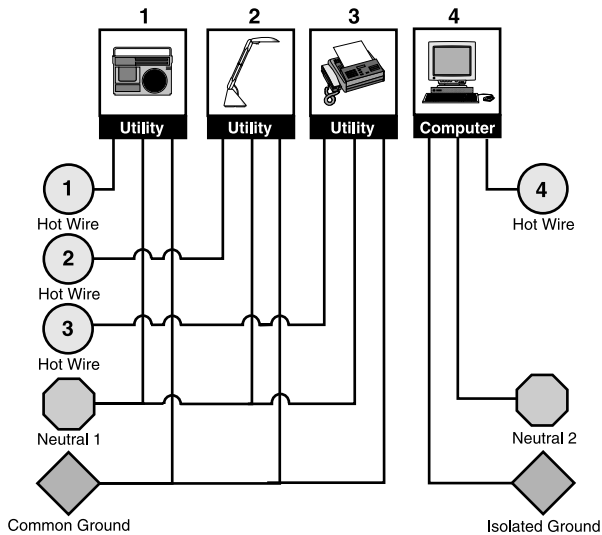 1 2 3 4
Utility Utility Utility Computer
1 4
Hot Wire Hot Wire
2
Hot Wire
3
Hot Wire
Neutral 1 Neutral 2
Common Ground Isolated Ground